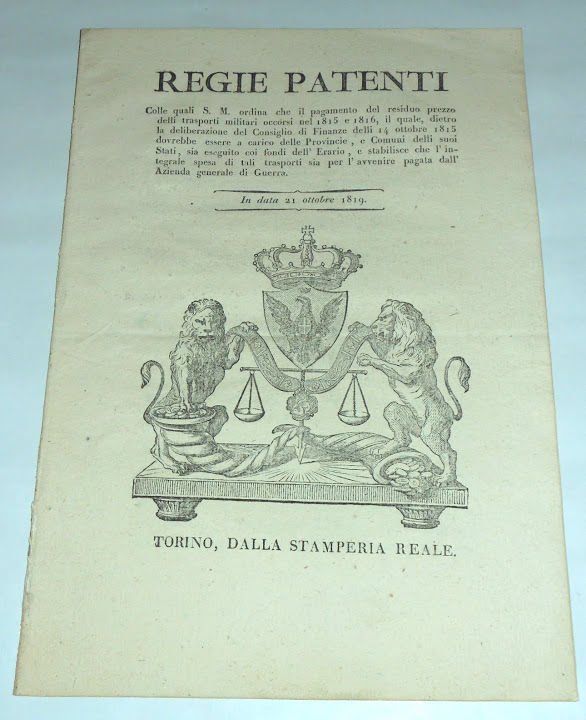 REGIE PATENTI
Colle quali S. M. ordina che il pagamento del residuo prezzo
delli trasporti militari occorsi nel 1815 e 1816, il quale, dietro
la deliberazione del Consiglio di Finanze delli 14 ottobre 1815
dovrebbe essere a carico delle Provincie, e Comuni delli suoi
Stati, sia eseguito coi fondi dell' Erario, e stabilisce che l' in-
tegrale spesa di tali trasporti sia per l' avvenire pagata dall'
Azienda generale di Guerra.
In data 21 ottobre 1819.
TORINO, DALLA STAMPERIA REALE.